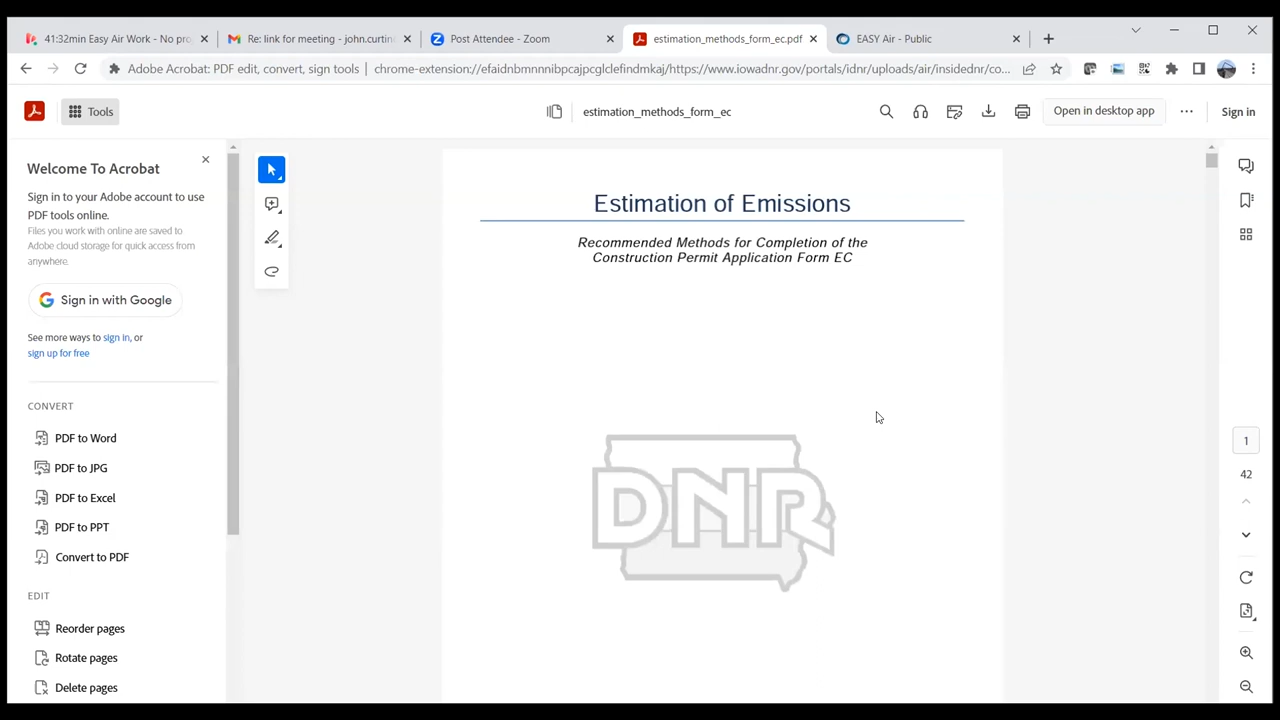 41:32min Easy Air Work - No pro
Re: link for meeting - john.curtin
Post Attendee - Zoom
estimation_methods_form_ec.pdf
EASY Air - Public
Adobe Acrobat: PDF edit, convert, sign tools | chrome-extension://efaidnbmnnnibpcajpcglclefindmkaj/https://www.iowadnr.gov/portals/idnr/uploads/air/insidednr/co...
Tools
estimation_methods_form_ec
Open in desktop app
Sign in
Welcome To Acrobat
Sign in to your Adobe account to use
PDF tools online.
Files you work with online are saved to
Adobe cloud storage for quick access from
anywhere.
Sign in with Google
See more ways to sign in, or
sign up for free
CONVERT
PDF to Word
PDF to JPG
PDF to Excel
PDF to PPT
Convert to PDF
EDIT
Reorder pages
Rotate pages
Delete pages
Estimation of Emissions
Recommended Methods for Completion of the
Construction Permit Application Form EC
DNR
1
42